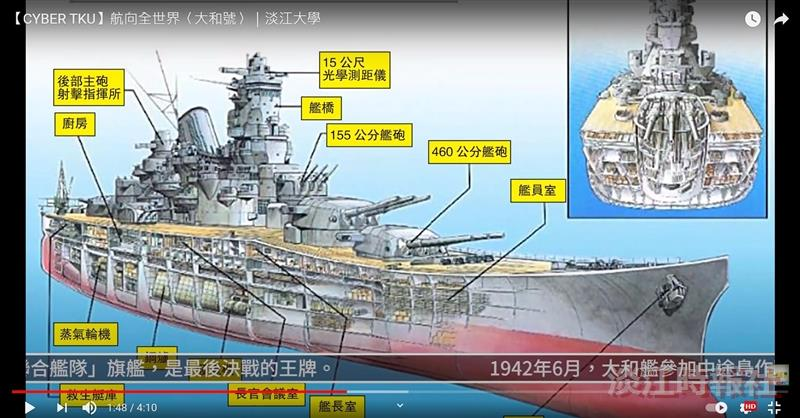 【CYBER TKU】航向全世界〈大和號〉｜淡江大學
15 公尺
光學測距儀
後部主砲
射擊指揮所
艦橋
廚房
155 公分艦砲
460 公分艦砲
艦員室
蒸氣輪機
合艦隊」旗艦，是最後決戰的王牌。
1942年6月，大和艦參加中途島作
救生艇庫
長官會議室
艦長室
淡江時報社
1:48 / 4:10
HD